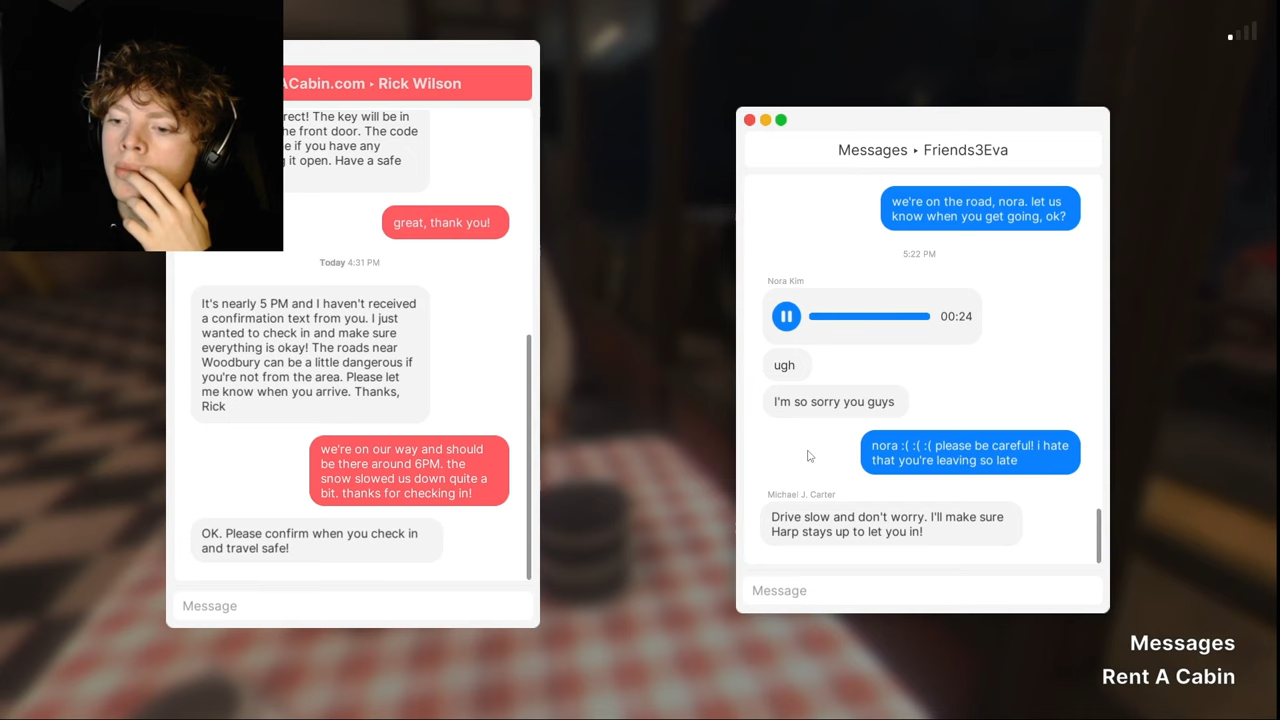 ACabin.com ▸ Rick Wilson
rect! The key will be in
he front door. The code
e if you have any
g it open. Have a safe
great, thank you!
Today 4:31 PM
It's nearly 5 PM and I haven't received
a confirmation text from you. I just
wanted to check in and make sure
everything is okay! The roads near
Woodbury can be a little dangerous if
you're not from the area. Please let
me know when you arrive. Thanks,
Rick
we're on our way and should
be there around 6PM. the
snow slowed us down quite a
bit. thanks for checking in!
OK. Please confirm when you check in
and travel safe!
Message
Messages ▸ Friends3Eva
we're on the road, nora. let us
know when you get going, ok?
5:22 PM
Nora Kim
00:24
ugh
I'm so sorry you guys
nora :( :( :( please be careful! i hate
that you're leaving so late
Michael J. Carter
Drive slow and don't worry. I'll make sure
Harp stays up to let you in!
Message
Messages
Rent A Cabin